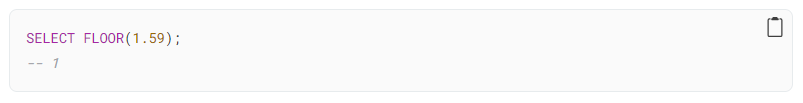 SELECT FLOOR(1.59);
-- 1